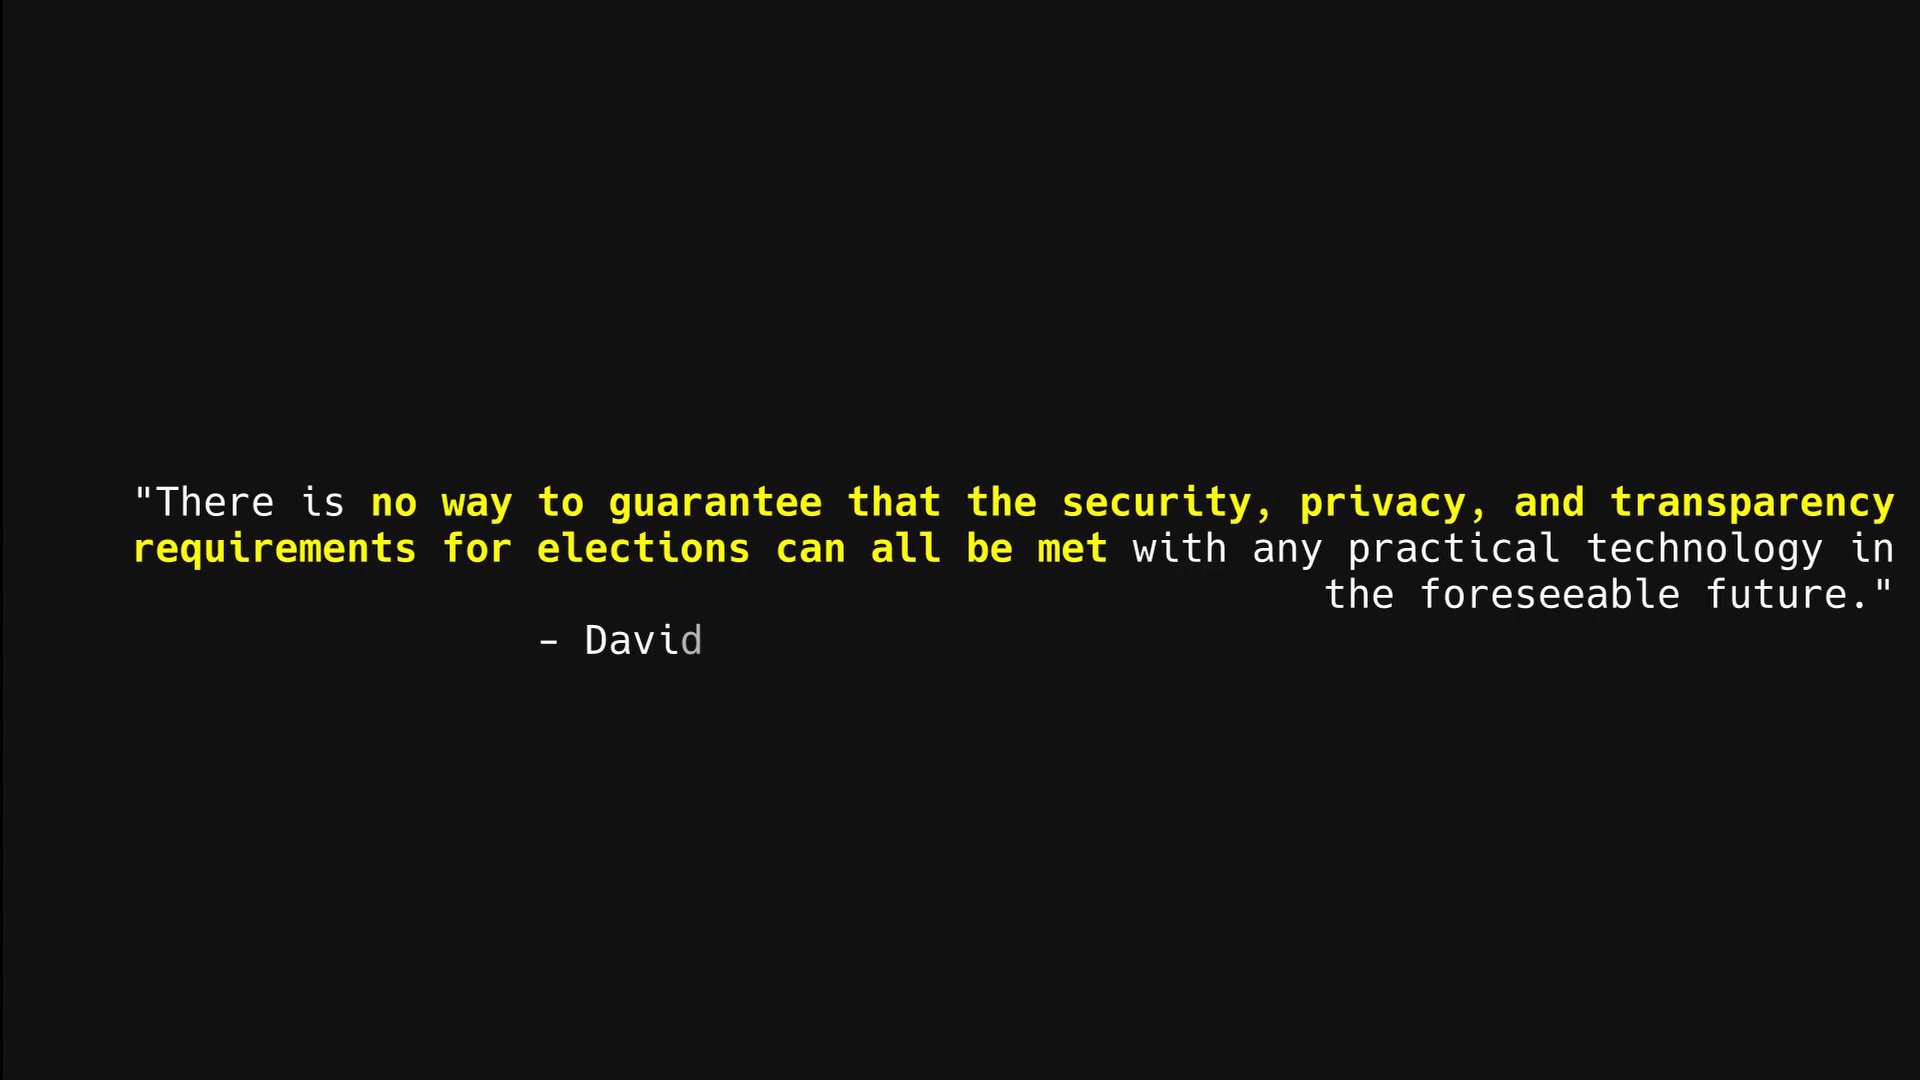 "There is no way to guarantee that the security, privacy, and transparency
requirements for elections can all be met with any practical technology in
the foreseeable future."
– David